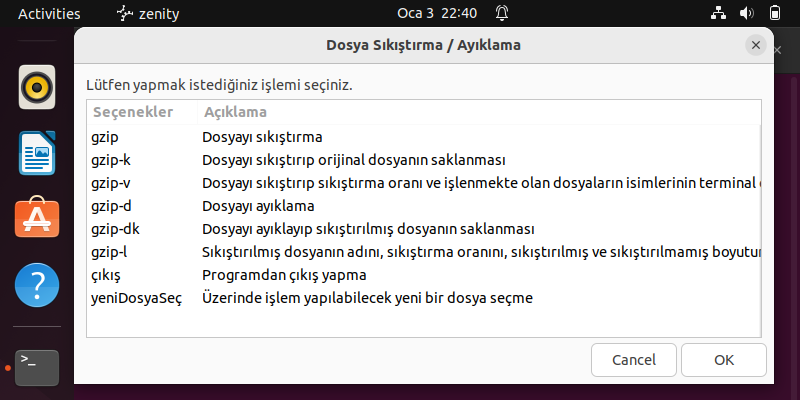 Activities zenity Oca 3 22:40
Dosya Sıkıştırma / Ayıklama
Lütfen yapmak istediğiniz işlemi seçiniz.
Seçenekler Açıklama
gzip Dosyayı sıkıştırma
gzip-k Dosyayı sıkıştırıp orijinal dosyanın saklanması
gzip-v Dosyayı sıkıştırıp sıkıştırma oranı ve işlenmekte olan dosyaların isimlerinin terminal
gzip-d Dosyayı ayıklama
gzip-dk Dosyayı ayıklayıp sıkıştırılmış dosyanın saklanması
gzip-l Sıkıştırılmış dosyanın adını, sıkıştırma oranını, sıkıştırılmış ve sıkıştırılmamış
çıkış Programdan çıkış yapma
yeniDosyaSeç Üzerinde işlem yapılabilecek yeni bir dosya seçme
Cancel OK